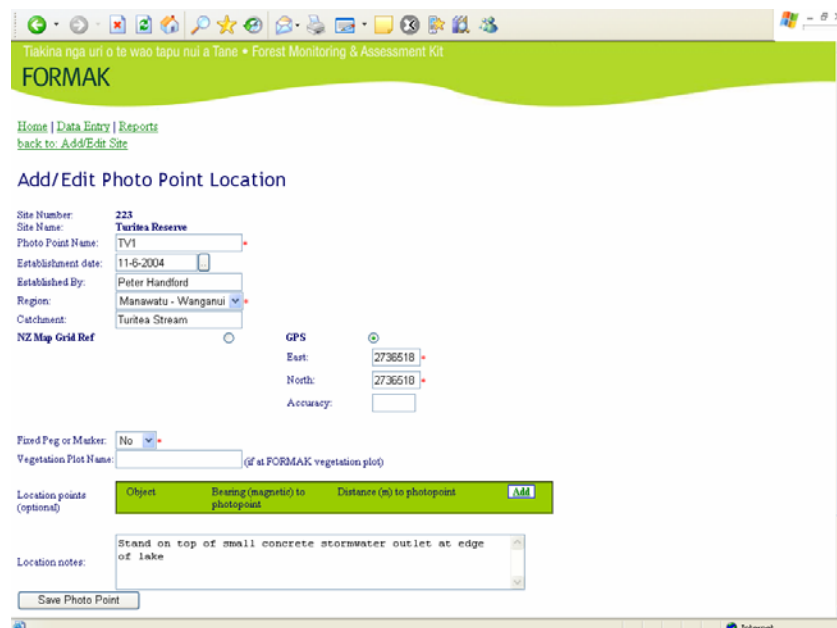 Tiakina nga uri o te wao tapu nui a Tane • Forest Monitoring & Assessment Kit
FORMAK
Home | Data Entry | Reports
back to: Add/Edit Site
Add/Edit Photo Point Location
Site Number: 223
Site Name: Turitea Reserve
Photo Point Name: TV1 *
Establishment date: 11-6-2004 ...
Established By: Peter Handford
Region: Manawatu - Wanganui *
Catchment: Turitea Stream
NZ Map Grid Ref GPS
East: 2736518 *
North: 2736518 *
Accuracy:
Fixed Peg or Marker: No *
Vegetation Plot Name: (if at FORMAK vegetation plot)
Location points (optional)
Object Bearing (magnetic) to photopoint Distance (m) to photopoint Add
Location notes:
Stand on top of small concrete stormwater outlet at edge
of lake
Save Photo Point
Internet